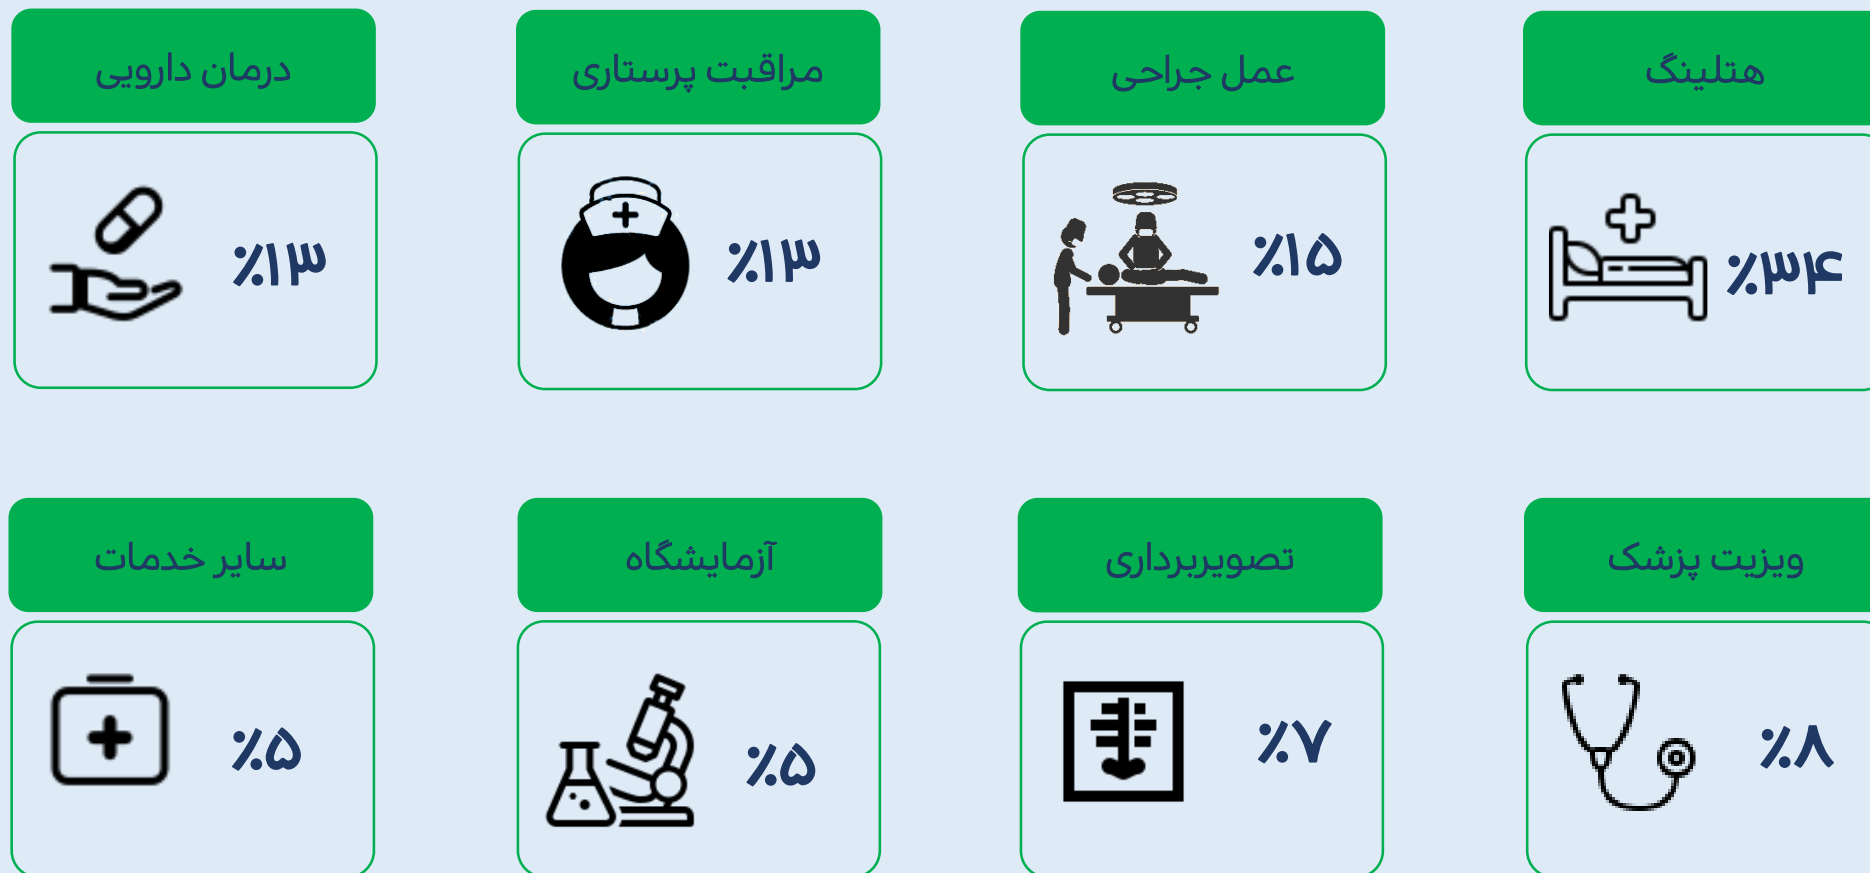 هتلینگ
٪۳۴
عمل جراحی
٪۱۵
مراقبت پرستاری
٪۱۳
درمان دارویی
٪۱۳
ویزیت پزشک
٪۸
تصویربرداری
٪۷
آزمایشگاه
٪۵
سایر خدمات
٪۵